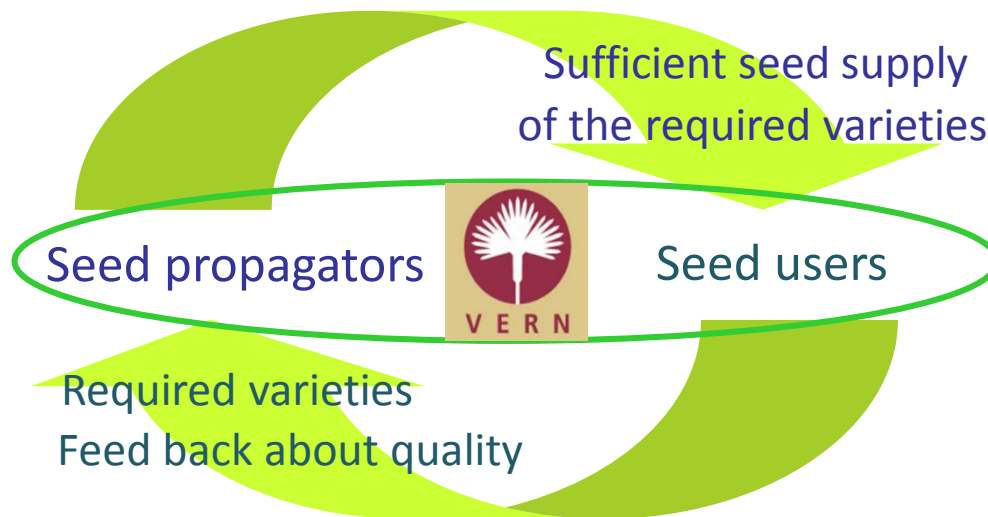 Sufficient seed supply
of the required varieties
Seed propagators
VERN
Seed users
Required varieties
Feed back about quality